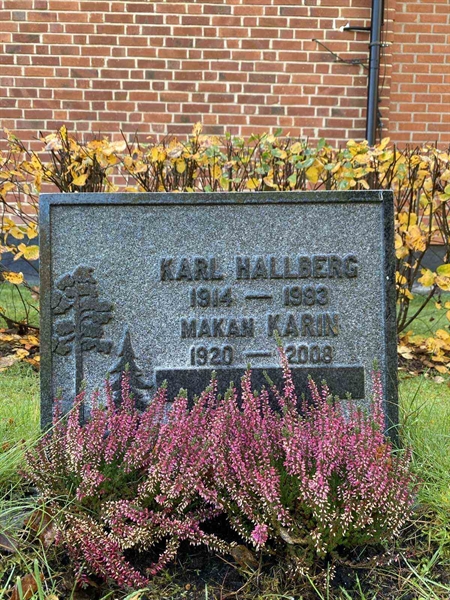 KARL HALLBERG
1914 — 1993
MAKAN KARIN
1920 — 2008